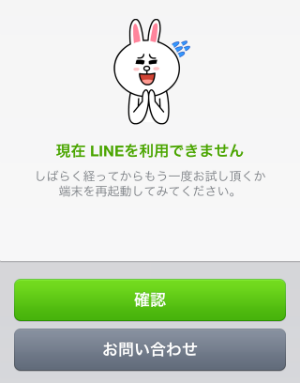 現在 LINEを利用できません
しばらく経ってからもう一度お試し頂くか
端末を再起動してみてください。
確認
お問い合わせ